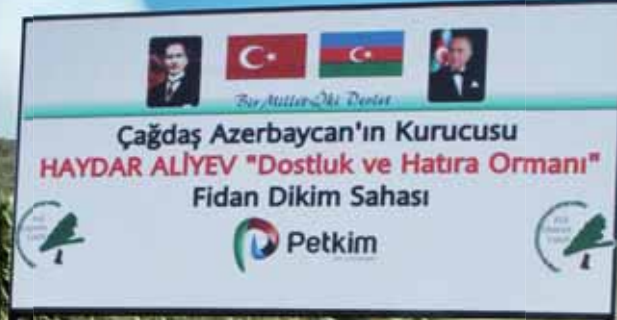 Bir Millet İki Devlet
Çağdaş Azerbaycan'ın Kurucusu
HAYDAR ALİYEV "Dostluk ve Hatıra Ormanı"
Fidan Dikim Sahası
Petkim